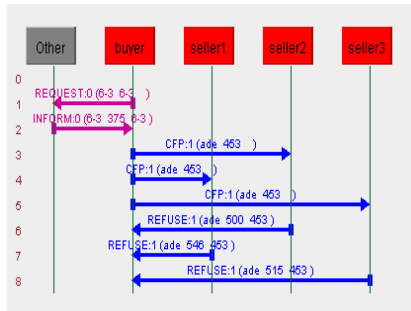 Other buyer seller1 seller2 seller3
0
REQUEST:0 (6-3 6-3 )
1
INFORM:0 (6-3 375 6-3 )
2
CFP:1 (ade 453 )
3
CFP:1 (ade 453 )
4
CFP:1 (ade 453 )
5
REFUSE:1 (ade 500 453 )
6
REFUSE:1 (ade 546 453 )
7
REFUSE:1 (ade 515 453 )
8